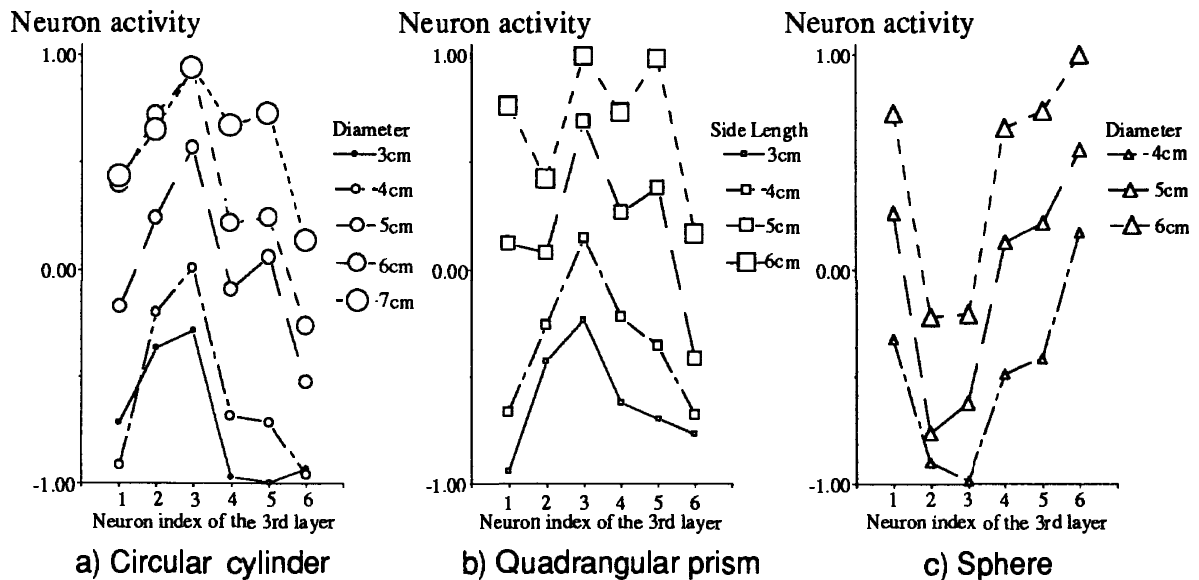 Neuron activity
1.00
0.00
-1.00
1 2 3 4 5 6
Neuron index of the 3rd layer
Diameter
3cm
4cm
5cm
6cm
7cm
a) Circular cylinder
Neuron activity
1.00
0.00
-1.00
1 2 3 4 5 6
Neuron index of the 3rd layer
Side Length
3cm
4cm
5cm
6cm
b) Quadrangular prism
Neuron activity
1.00
0.00
-1.00
1 2 3 4 5 6
Neuron index of the 3rd layer
Diameter
4cm
5cm
6cm
c) Sphere